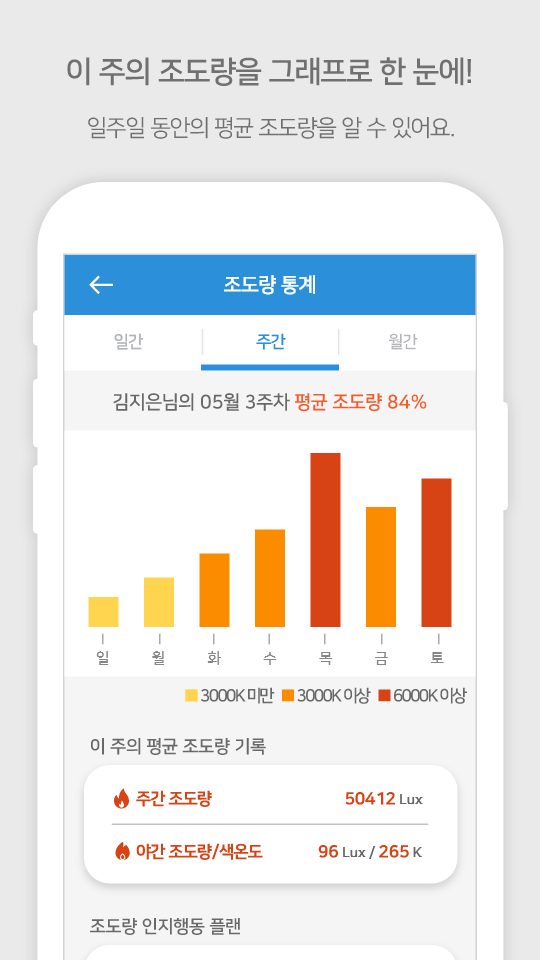 이 주의 조도량을 그래프로 한 눈에!
일주일 동안의 평균 조도량을 알 수 있어요.
조도량 통계
일간 주간 월간
김지은님의 05월 3주차 평균 조도량 84%
일 월 화 수 목 금 토
3000K 미만 3000K 이상 6000K 이상
이 주의 평균 조도량 기록
주간 조도량 50412 Lux
야간 조도량/색온도 96 Lux / 265 K
조도량 인지행동 플랜